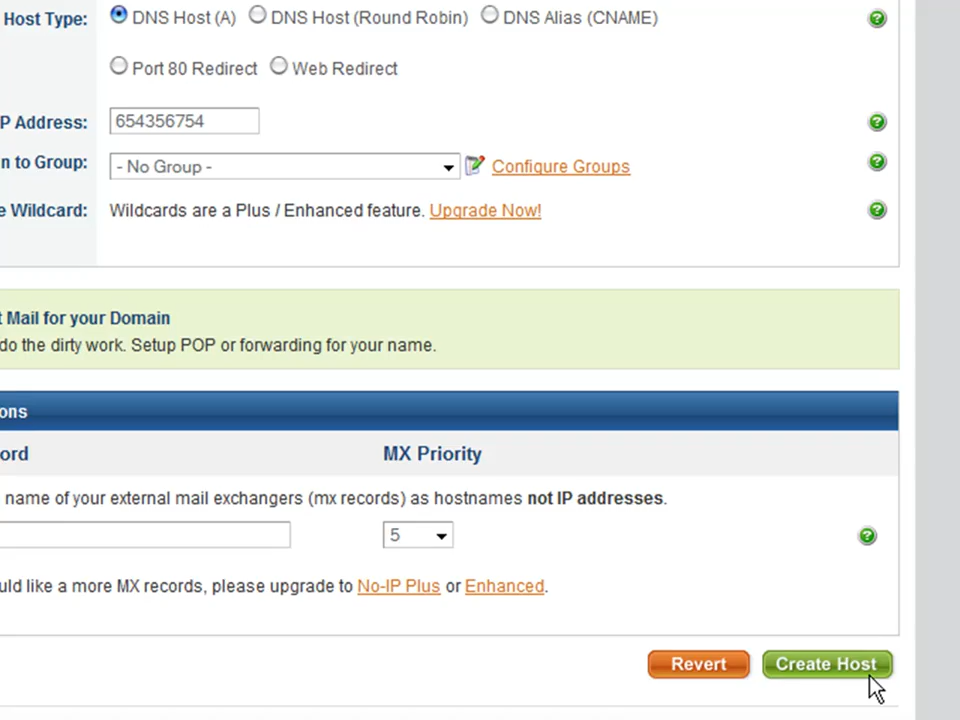 Host Type: DNS Host (A) DNS Host (Round Robin) DNS Alias (CNAME)
Port 80 Redirect Web Redirect
P Address: 654356754
n to Group: - No Group - Configure Groups
e Wildcard: Wildcards are a Plus / Enhanced feature. Upgrade Now!
t Mail for your Domain
do the dirty work. Setup POP or forwarding for your name.
ons
ord MX Priority
name of your external mail exchangers (mx records) as hostnames not IP addresses.
5
uld like a more MX records, please upgrade to No-IP Plus or Enhanced.
Revert Create Host